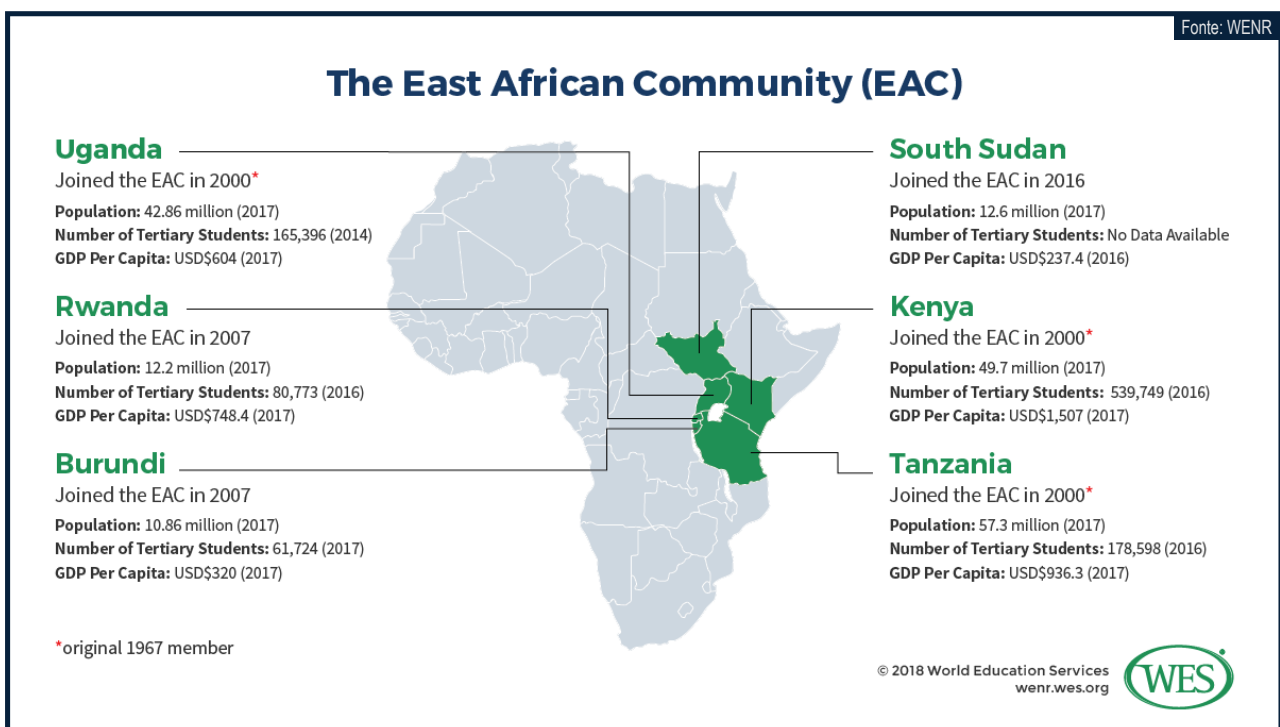 Fonte: WENR
The East African Community (EAC)
Uganda
Joined the EAC in 2000*
Population: 42.86 million (2017)
Number of Tertiary Students: 165,396 (2014)
GDP Per Capita: USD$604 (2017)
Rwanda
Joined the EAC in 2007
Population: 12.2 million (2017)
Number of Tertiary Students: 80,773 (2016)
GDP Per Capita: USD$748.4 (2017)
Burundi
Joined the EAC in 2007
Population: 10.86 million (2017)
Number of Tertiary Students: 61,724 (2017)
GDP Per Capita: USD$320 (2017)
*original 1967 member
South Sudan
Joined the EAC in 2016
Population: 12.6 million (2017)
Number of Tertiary Students: No Data Available
GDP Per Capita: USD$237.4 (2016)
Kenya
Joined the EAC in 2000*
Population: 49.7 million (2017)
Number of Tertiary Students: 539,749 (2016)
GDP Per Capita: USD$1,507 (2017)
Tanzania
Joined the EAC in 2000*
Population: 57.3 million (2017)
Number of Tertiary Students: 178,598 (2016)
GDP Per Capita: USD$936.3 (2017)
© 2018 World Education Services
wenr.wes.org
WES